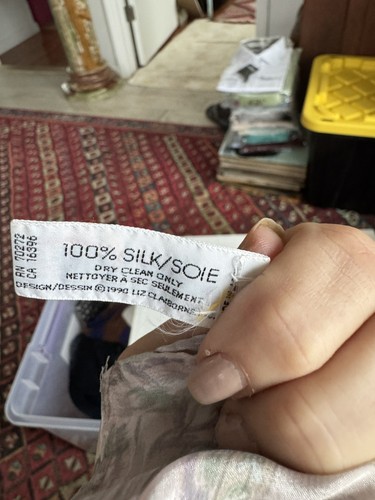 RN 70272
CA 16396
100% SILK/SOIE
DRY CLEAN ONLY
NETTOYER À SEC SEULEMENT
DESIGN/DESSIN ©1990 LIZ CLAIBORNE